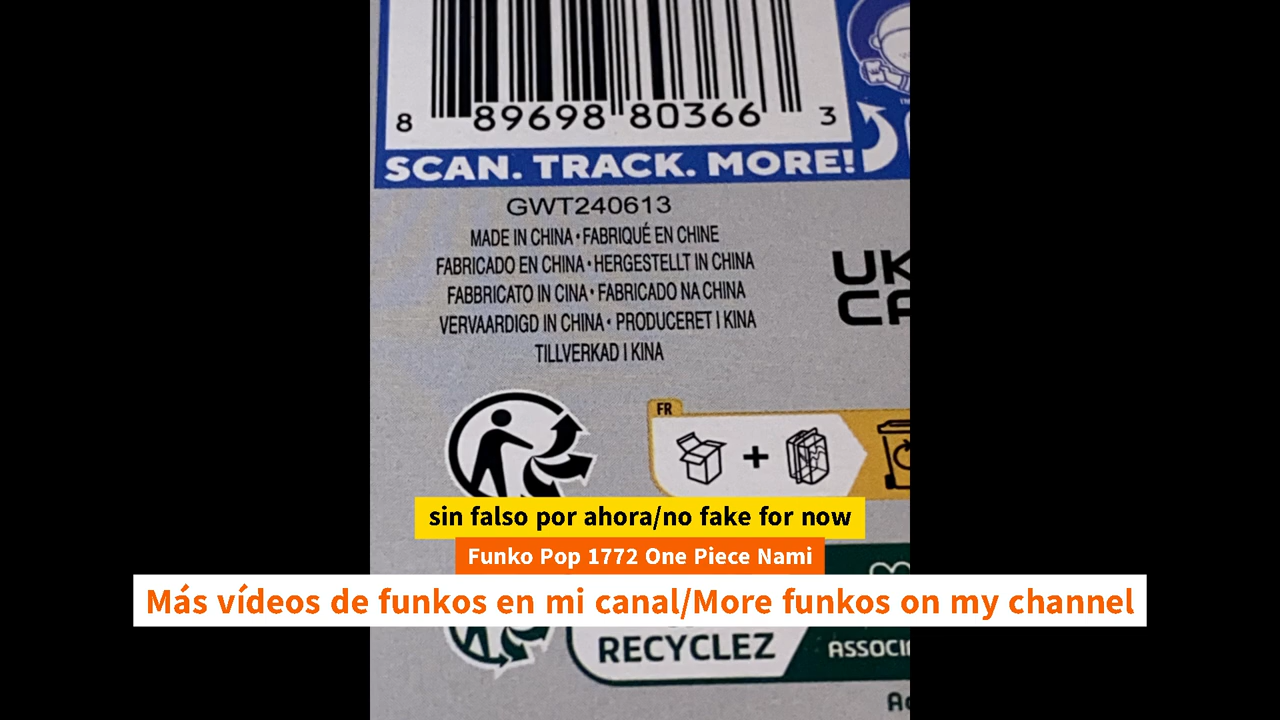 8 89698 80366 3
SCAN. TRACK. MORE!
GWT240613
MADE IN CHINA • FABRIQUÉ EN CHINE
FABRICADO EN CHINA • HERGESTELLT IN CHINA
FABBRICATO IN CINA • FABRICADO NA CHINA
VERVAARDIGD IN CHINA • PRODUCERET I KINA
TILLVERKAD I KINA
UK
CA
FR
+
sin falso por ahora/no fake for now
Funko Pop 1772 One Piece Nami
Más vídeos de funkos en mi canal/More funkos on my channel
RECYCLEZ